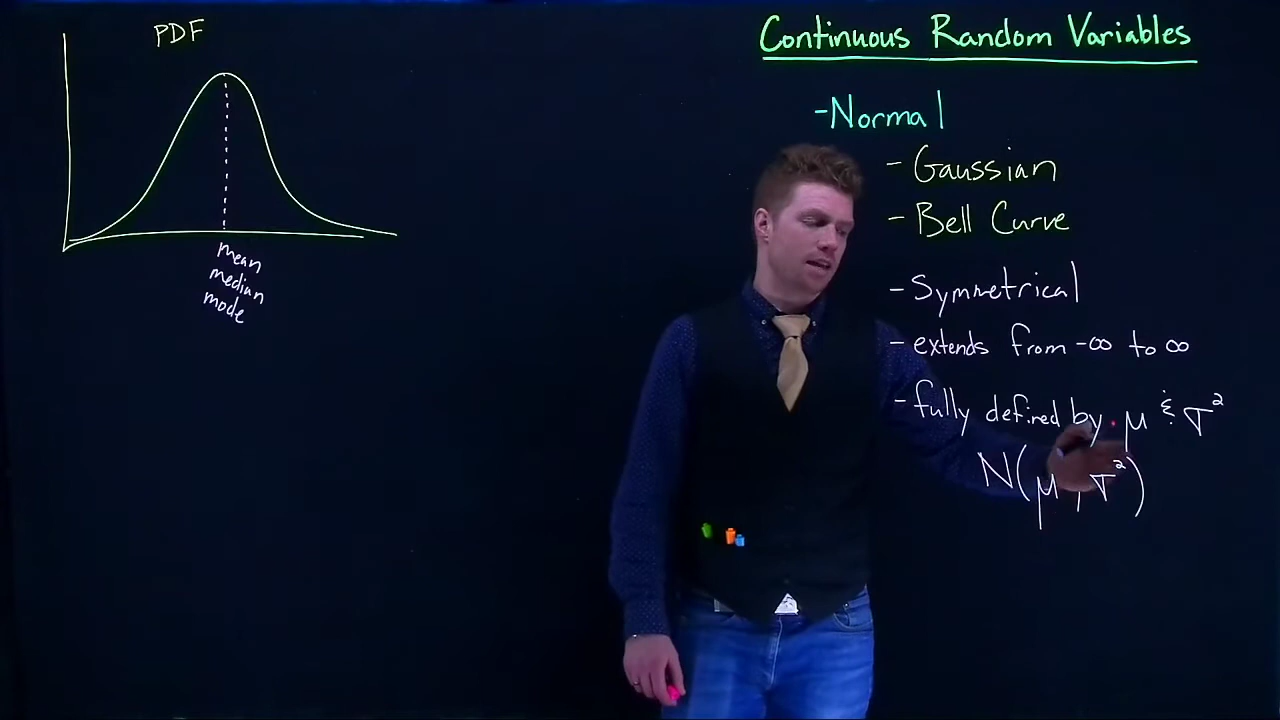 PDF
mean
median
mode
Continuous Random Variables
-Normal
- Gaussian
- Bell Curve
- Symmetrical
- extends from -∞ to ∞
- fully defined by μ & σ²
N(μ, σ²)